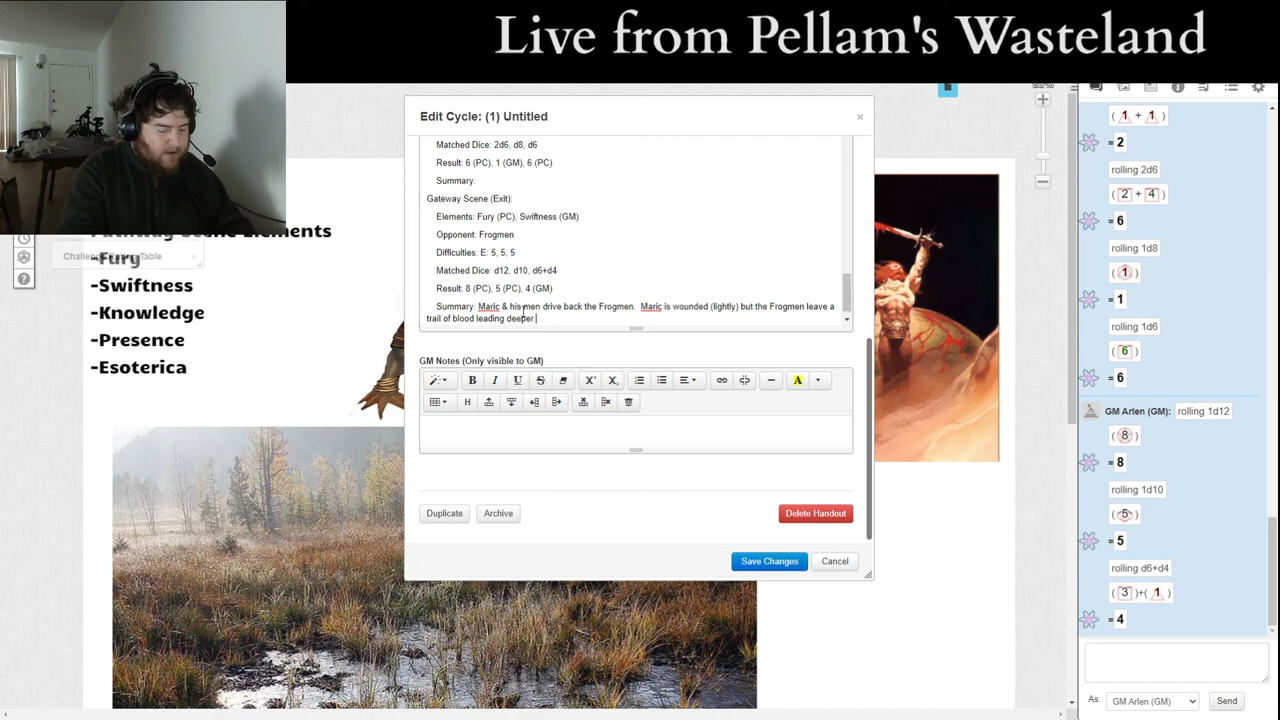 Live from Pellam's Wasteland
Edit Cycle: (1) Untitled
×
Matched Dice: 2d6, d8, d6
Result: 6 (PC), 1 (GM), 6 (PC)
Summary:
Gateway Scene (Exit):
Elements: Fury (PC), Swiftness (GM)
Opponent: Frogmen
Difficulties: E: 5, 5, 5
Matched Dice: d12, d10, d6+d4
Result: 8 (PC), 5 (PC), 4 (GM)
Summary: Maric & his men drive back the Frogmen. Maric is wounded (lightly) but the Frogmen leave a
trail of blood leading deeper
GM Notes (Only visible to GM)
B I U S
H
A
Duplicate
Archive
Delete Handout
Save Changes
Cancel
Scene Elements
-Fury
-Swiftness
-Knowledge
-Presence
-Esoterica
(1 + 1)
= 2
rolling 2d6
(2 + 4)
= 6
rolling 1d8
(1)
= 1
rolling 1d6
(6)
= 6
GM Arlen (GM): rolling 1d12
(8)
= 8
rolling 1d10
(5)
= 5
rolling d6+d4
(3)+(1)
= 4
As: GM Arlen (GM)
Send